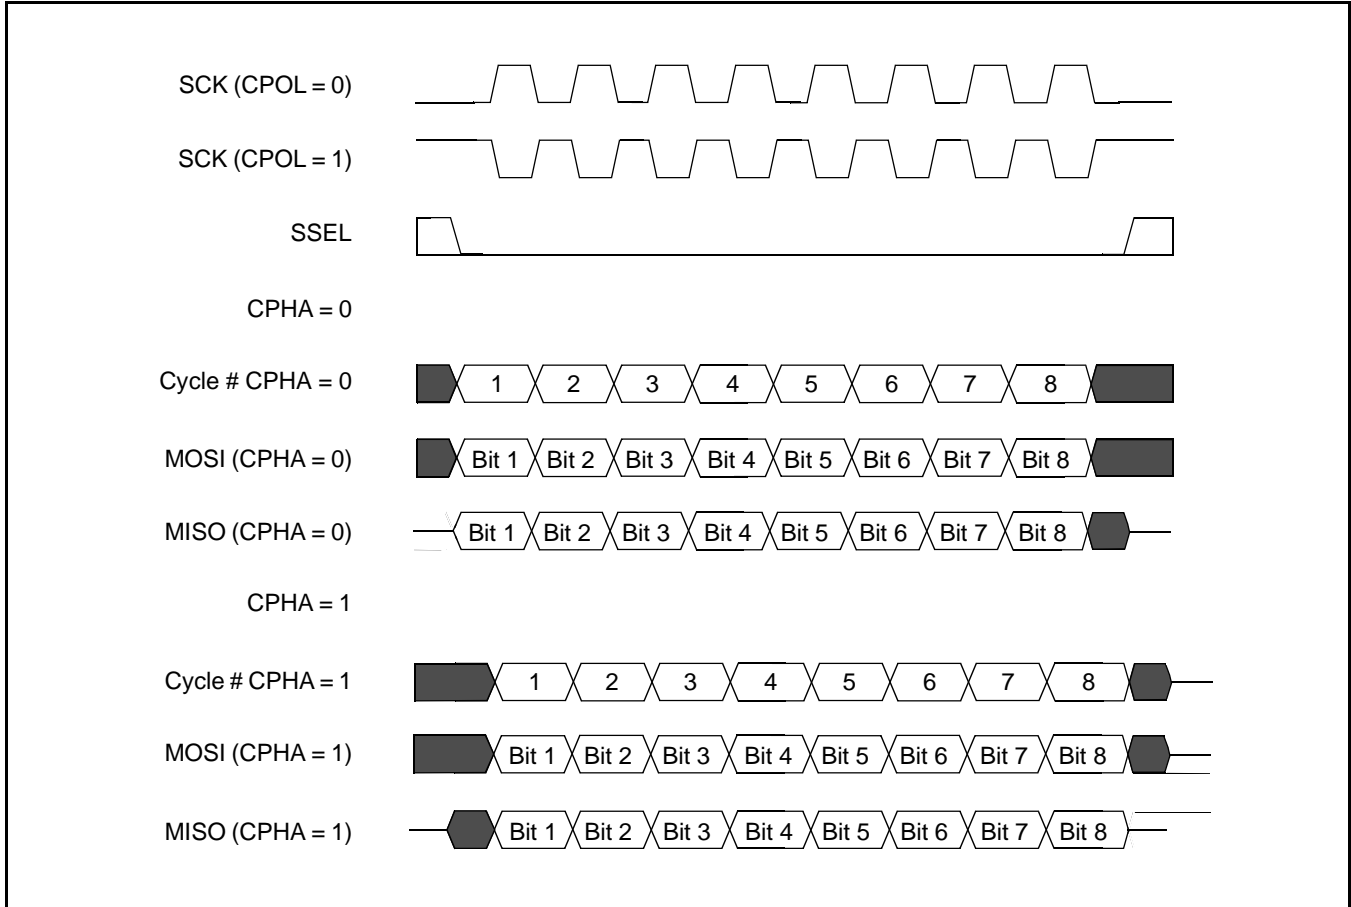 SCK (CPOL = 0)
SCK (CPOL = 1)
SSEL
CPHA = 0
Cycle # CPHA = 0 1 2 3 4 5 6 7 8
MOSI (CPHA = 0) Bit 1 Bit 2 Bit 3 Bit 4 Bit 5 Bit 6 Bit 7 Bit 8
MISO (CPHA = 0) Bit 1 Bit 2 Bit 3 Bit 4 Bit 5 Bit 6 Bit 7 Bit 8
CPHA = 1
Cycle # CPHA = 1 1 2 3 4 5 6 7 8
MOSI (CPHA = 1) Bit 1 Bit 2 Bit 3 Bit 4 Bit 5 Bit 6 Bit 7 Bit 8
MISO (CPHA = 1) Bit 1 Bit 2 Bit 3 Bit 4 Bit 5 Bit 6 Bit 7 Bit 8